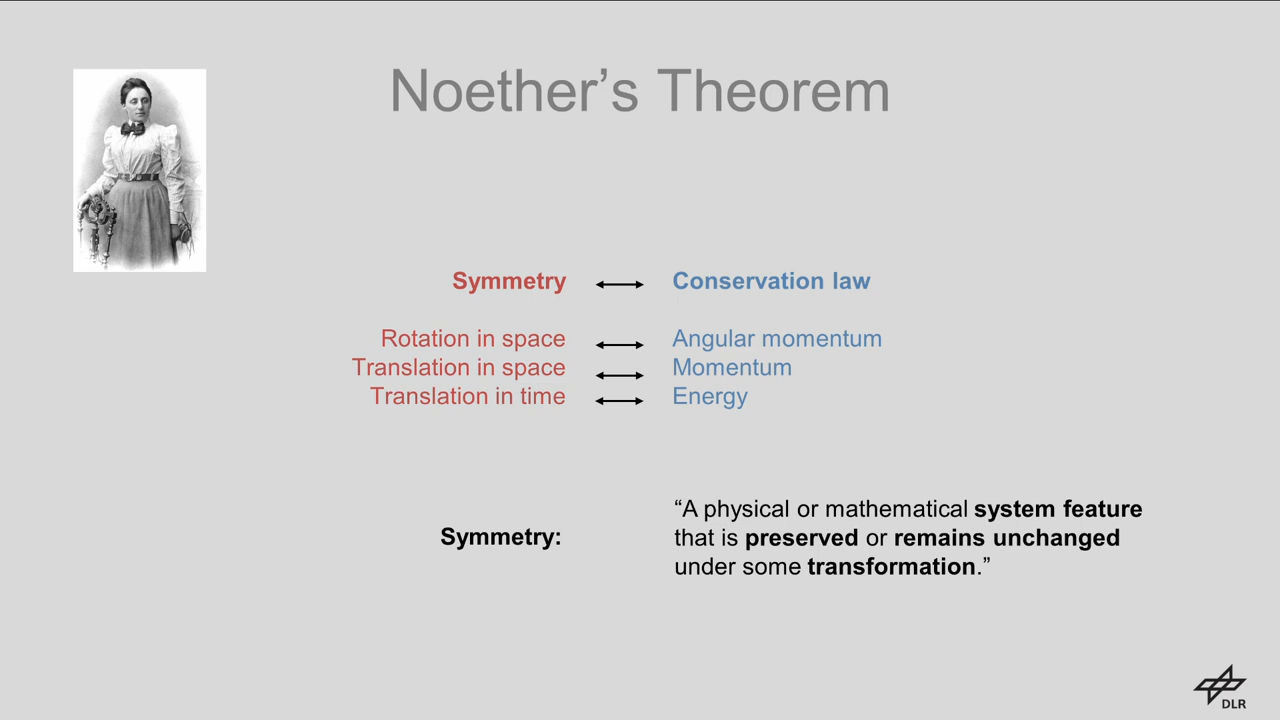 Noether’s Theorem
Symmetry Conservation law
Rotation in space Angular momentum
Translation in space Momentum
Translation in time Energy
Symmetry:
“A physical or mathematical system feature
that is preserved or remains unchanged
under some transformation.”
DLR